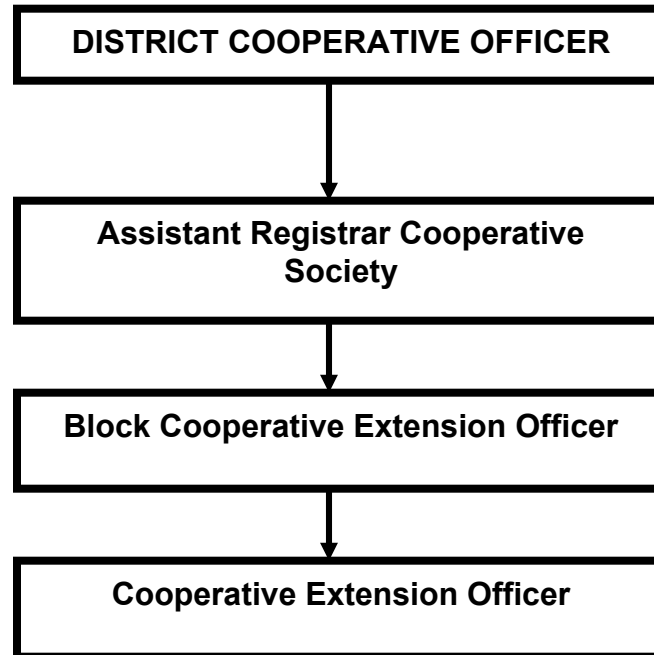 DISTRICT COOPERATIVE OFFICER
Assistant Registrar Cooperative
Society
Block Cooperative Extension Officer
Cooperative Extension Officer